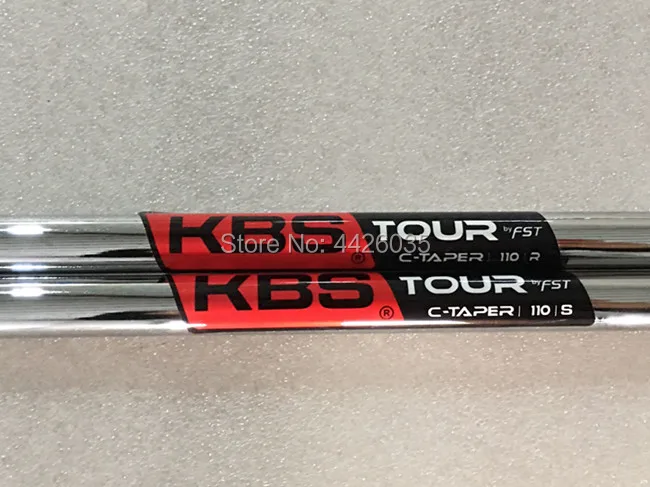 KBS® TOUR by FST
C-TAPER | 110 | R
Store No: 4426035
KBS® TOUR by FST
C-TAPER | 110 | S